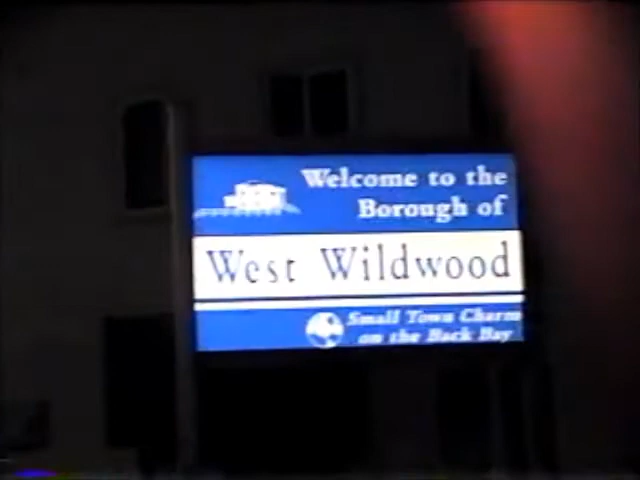 Welcome to the
Borough of
West Wildwood
Small Town Charm
on the Back Bay